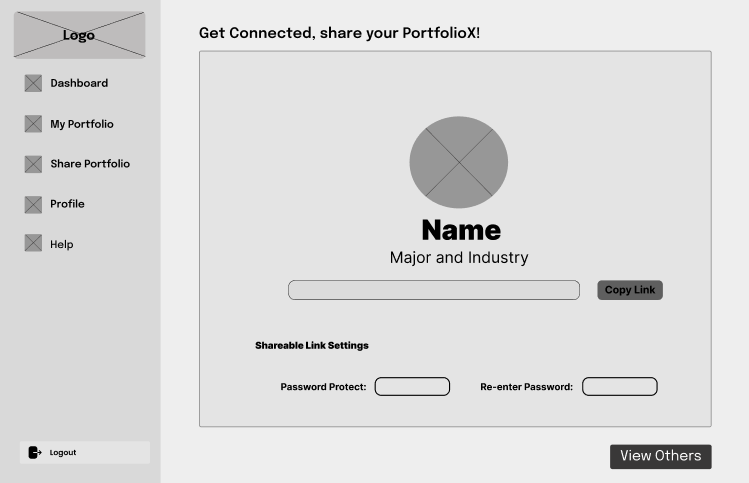 Logo
Dashboard
My Portfolio
Share Portfolio
Profile
Help
Logout
Get Connected, share your PortfolioX!
Name
Major and Industry
Copy Link
Shareable Link Settings
Password Protect:
Re-enter Password:
View Others